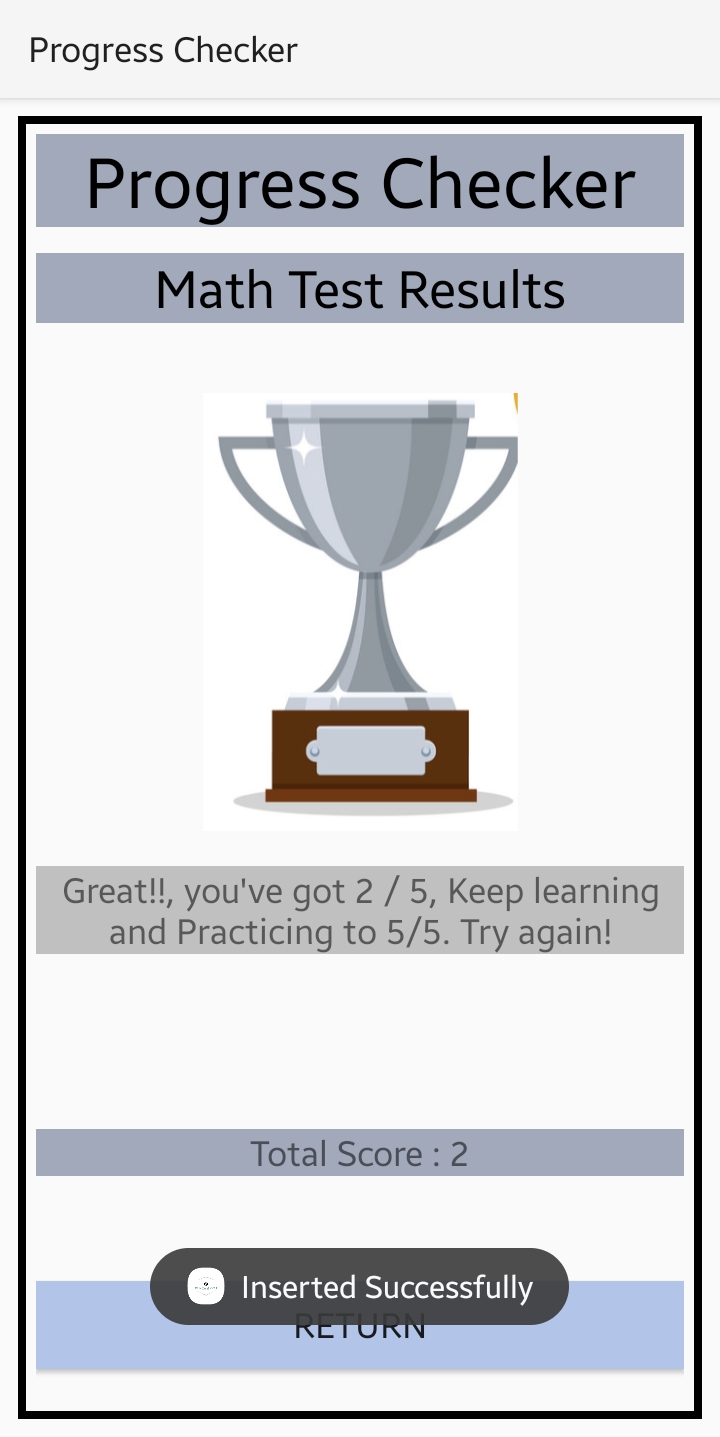 Progress Checker
Progress Checker
Math Test Results
Great!!, you've got 2 / 5, Keep learning
and Practicing to 5/5. Try again!
Total Score : 2
Inserted Successfully
RETURN